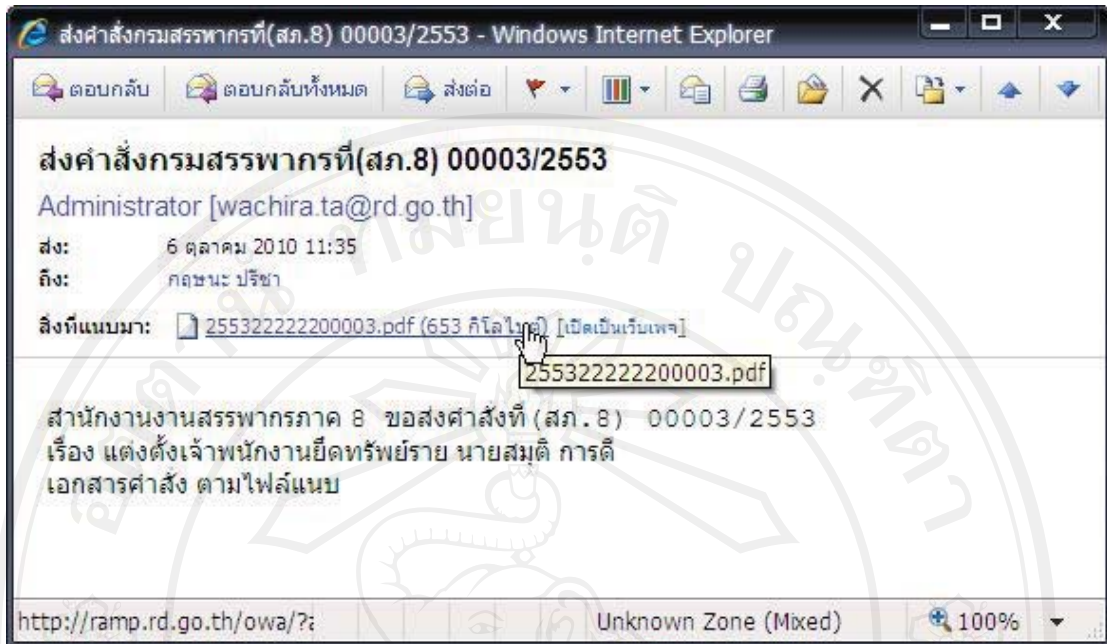 ส่งคำสั่งกรมสรรพากรที่(สภ.8) 00003/2553 - Windows Internet Explorer
ตอบกลับ ตอบกลับทั้งหมด ส่งต่อ
ส่งคำสั่งกรมสรรพากรที่(สภ.8) 00003/2553
Administrator [wachira.ta@rd.go.th]
ส่ง: 6 ตุลาคม 2010 11:35
ถึง: กฤษนะ ปรีชา
สิ่งที่แนบมา: 255322222200003.pdf (653 กิโลไบต์) [เปิดเป็นเว็บเพจ]
255322222200003.pdf
สำนักงานงานสรรพากรภาค 8 ขอส่งคำสั่งที่(สภ.8) 00003/2553
เรื่อง แต่งตั้งเจ้าพนักงานยึดทรัพย์ราย นายสมุติ การดี
เอกสารคำสั่ง ตามไฟล์แนบ
http://ramp.rd.go.th/owa/?a Unknown Zone (Mixed) 100%